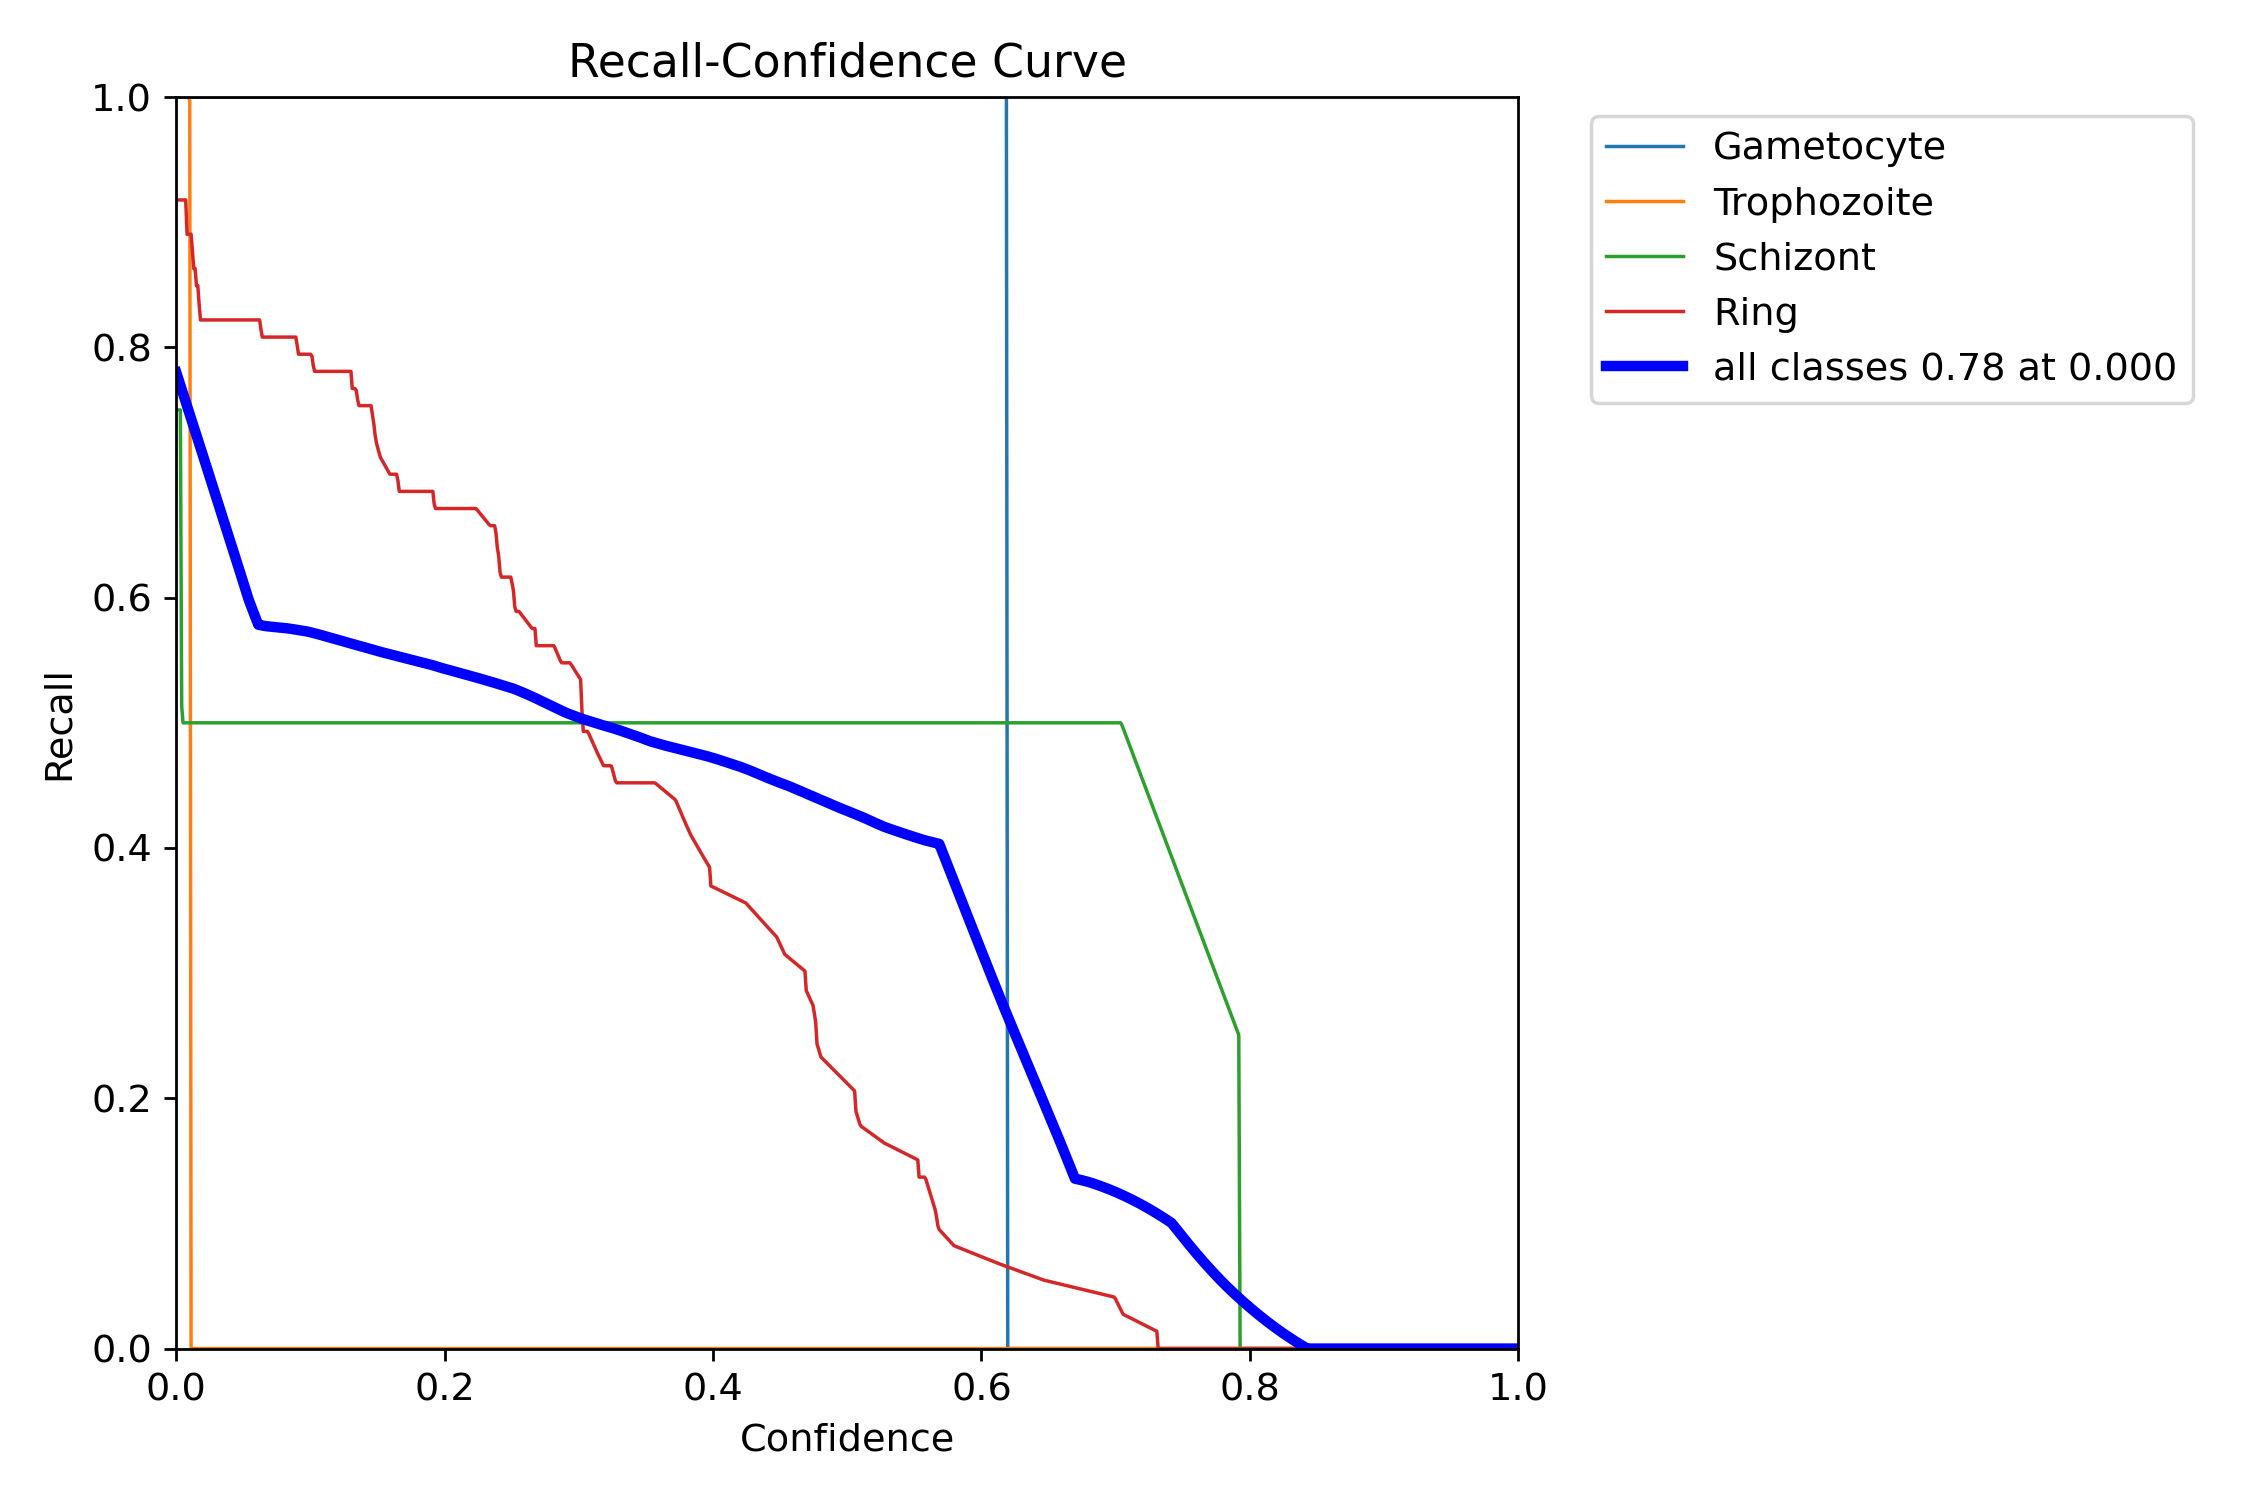 Recall-Confidence Curve
1.0
0.8
0.6
0.4
0.2
0.0
Recall
0.0 0.2 0.4 0.6 0.8 1.0
Confidence
Gametocyte
Trophozoite
Schizont
Ring
all classes 0.78 at 0.000